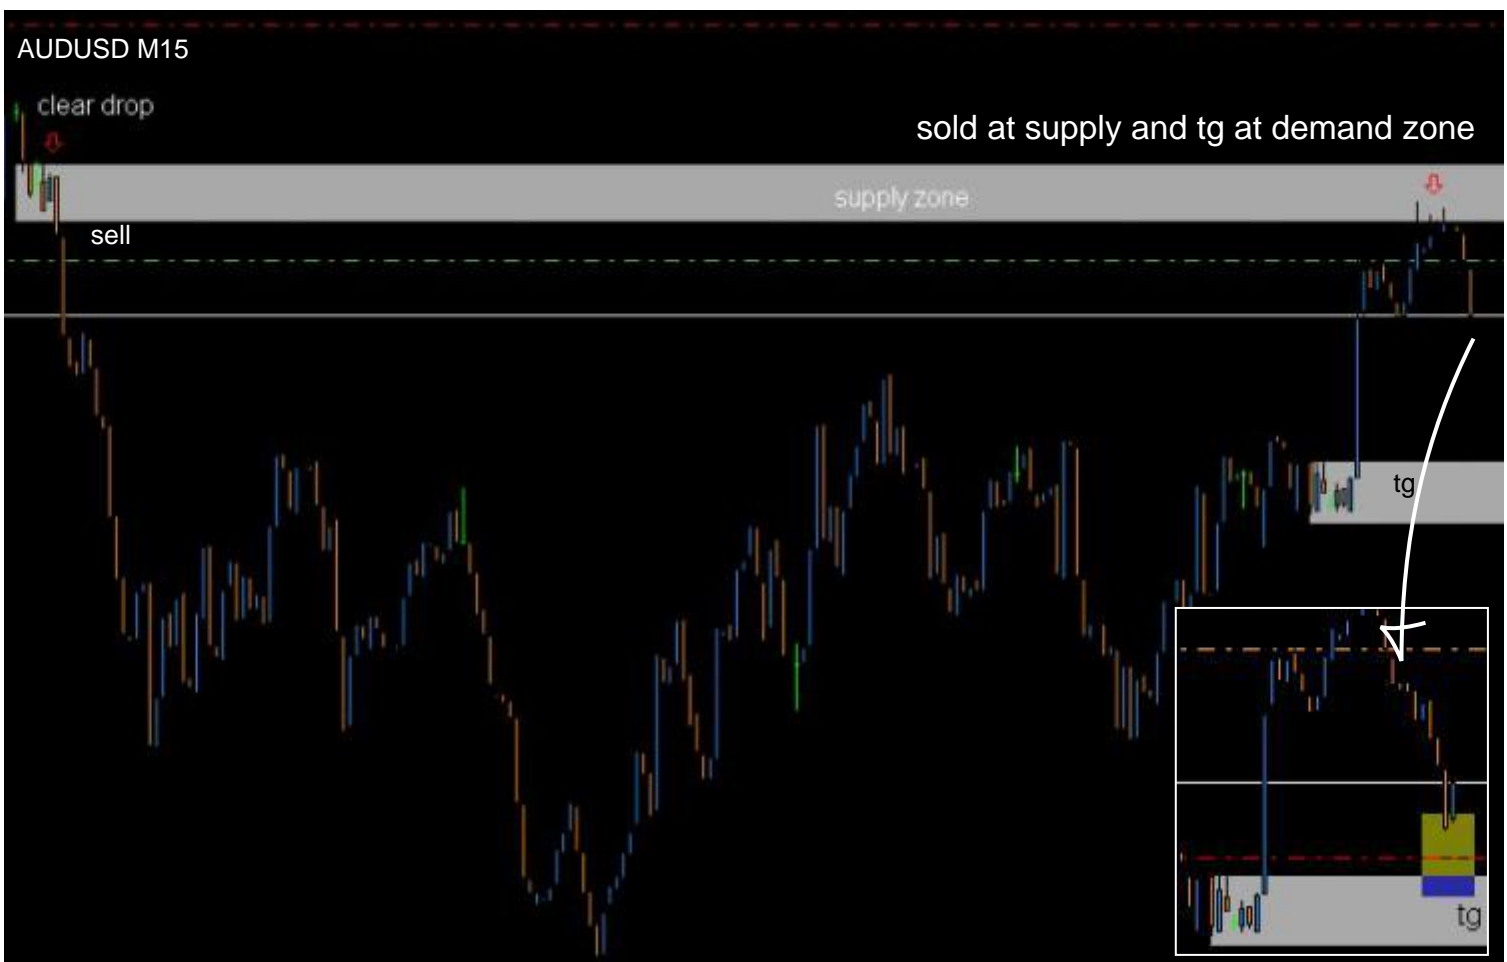 AUDUSD M15
clear drop
sold at supply and tg at demand zone
supply zone
sell
tg
tg